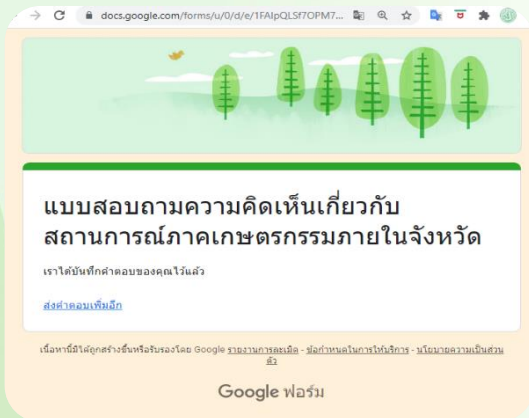 docs.google.com/forms/u/0/d/e/1FAIpQLSf7OPM7...
แบบสอบถามความคิดเห็นเกี่ยวกับ
สถานการณ์ภาคเกษตรกรรมภายในจังหวัด
เราได้บันทึกคำตอบของคุณไว้แล้ว
ส่งคำตอบเพิ่มอีก
เนื้อหานี้มิได้ถูกสร้างขึ้นหรือรับรองโดย Google รายงานการละเมิด - ข้อกำหนดในการให้บริการ - นโยบายความเป็นส่วน
ตัว
Google ฟอร์ม